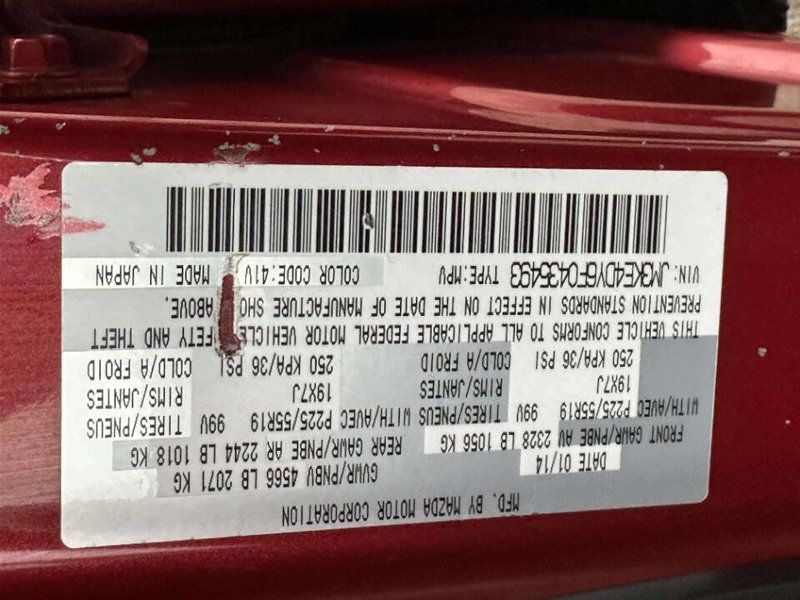 MFD. BY MAZDA MOTOR CORPORATION
DATE 01/14 GVWR/PNBV 4566 LB 2071 KG
FRONT GAWR/PNBE AV 2328 LB 1056 KG REAR GAWR/PNBE AR 2244 LB 1018 KG
WITH/AVEC P225/55R19 99V TIRES/PNEUS WITH/AVEC P225/55R19 99V TIRES/PNEUS
19X7J RIMS/JANTES 19X7J RIMS/JANTES
250 KPA/36 PSI COLD/A FROID 250 KPA/36 PSI COLD/A FROID
THIS VEHICLE CONFORMS TO ALL APPLICABLE FEDERAL MOTOR VEHICLE FETY AND THEFT
PREVENTION STANDARDS IN EFFECT ON THE DATE OF MANUFACTURE SHO ABOVE.
VIN: JM3KE4DY6F0435493 TYPE:MPV COLOR CODE:41V MADE IN JAPAN